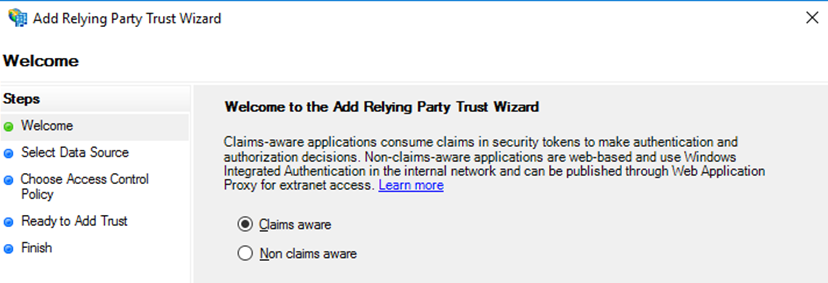 Add Relying Party Trust Wizard
Welcome
Steps
Welcome
Select Data Source
Choose Access Control
Policy
Ready to Add Trust
Finish
Welcome to the Add Relying Party Trust Wizard
Claims-aware applications consume claims in security tokens to make authentication and
authorization decisions. Non-claims-aware applications are web-based and use Windows
Integrated Authentication in the internal network and can be published through Web Application
Proxy for extranet access. Learn more
Claims aware
Non claims aware